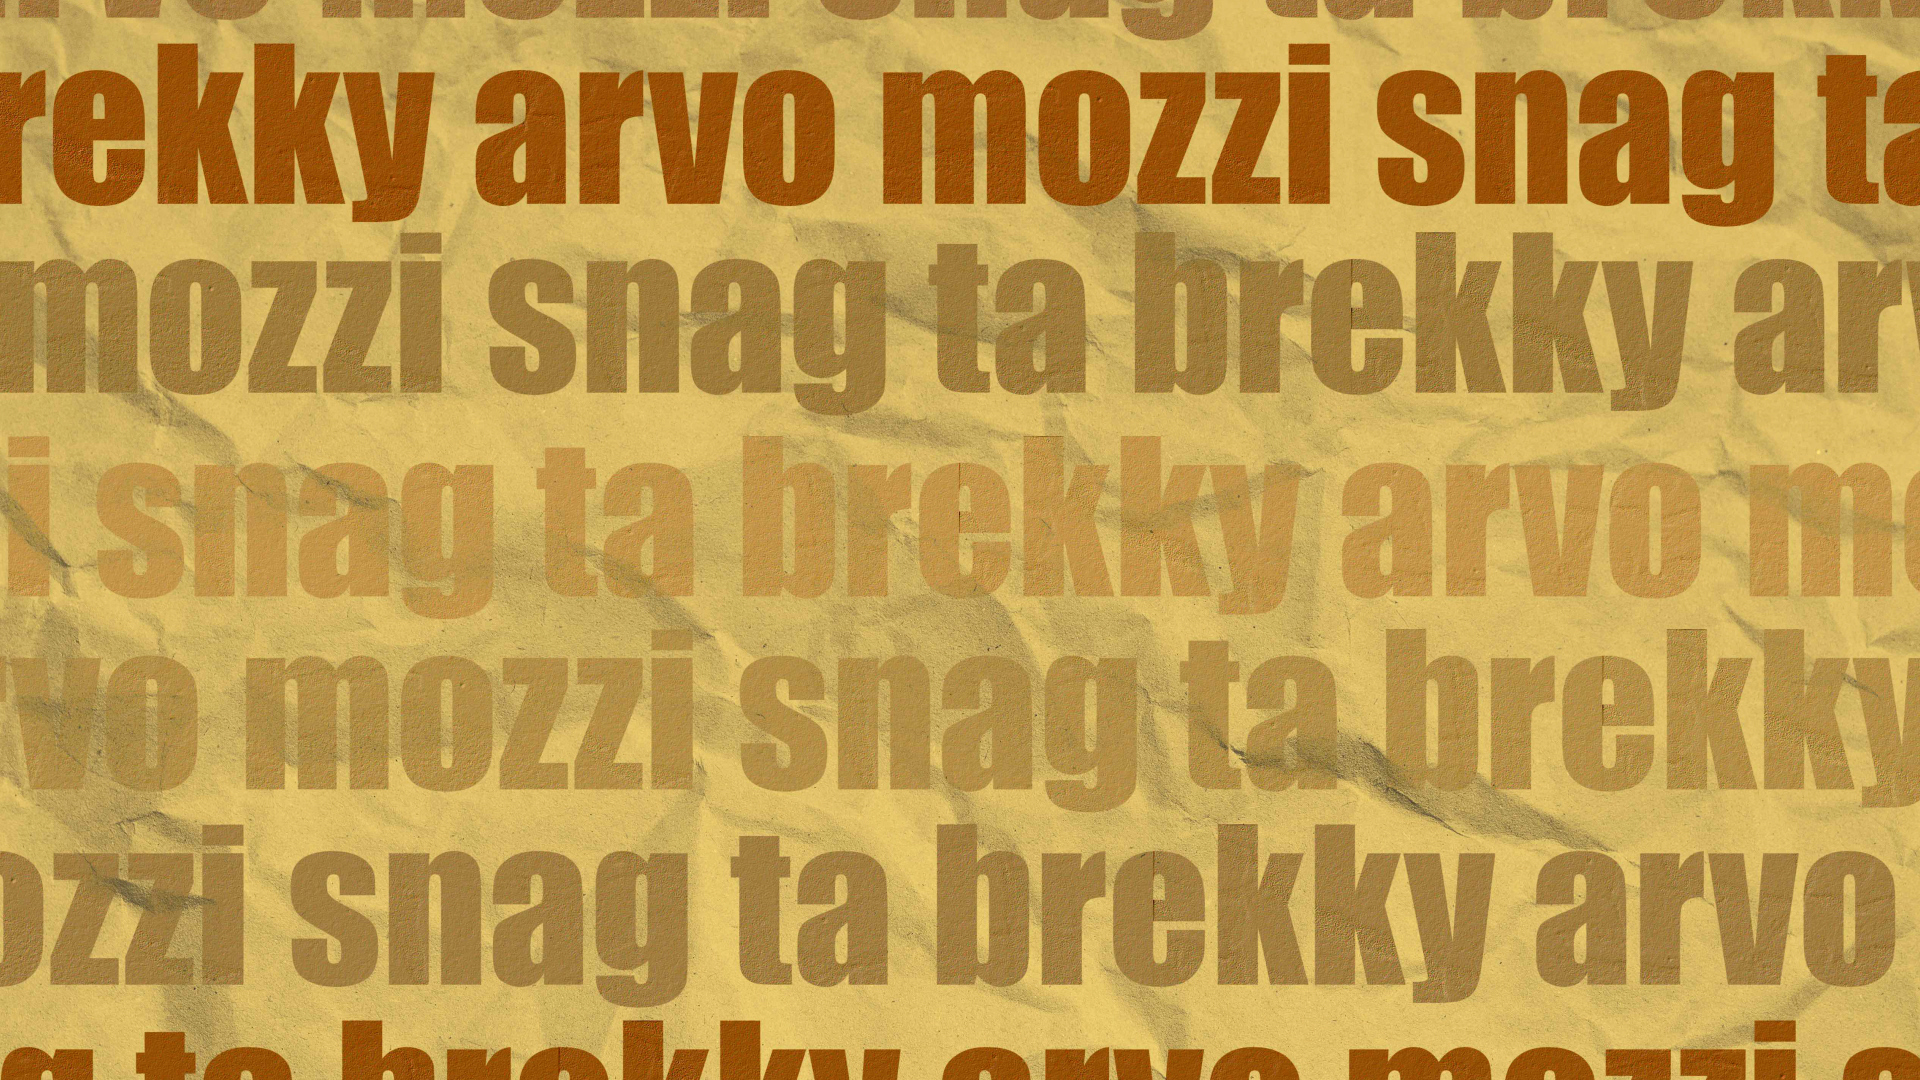 arvo mozzi snag ta brekky
rekky arvo mozzi snag ta
mozzi snag ta brekky arv
i snag ta brekky arvo mo
rvo mozzi snag ta brekky
ozzi snag ta brekky arvo
g ta brekky arvo mozzi s